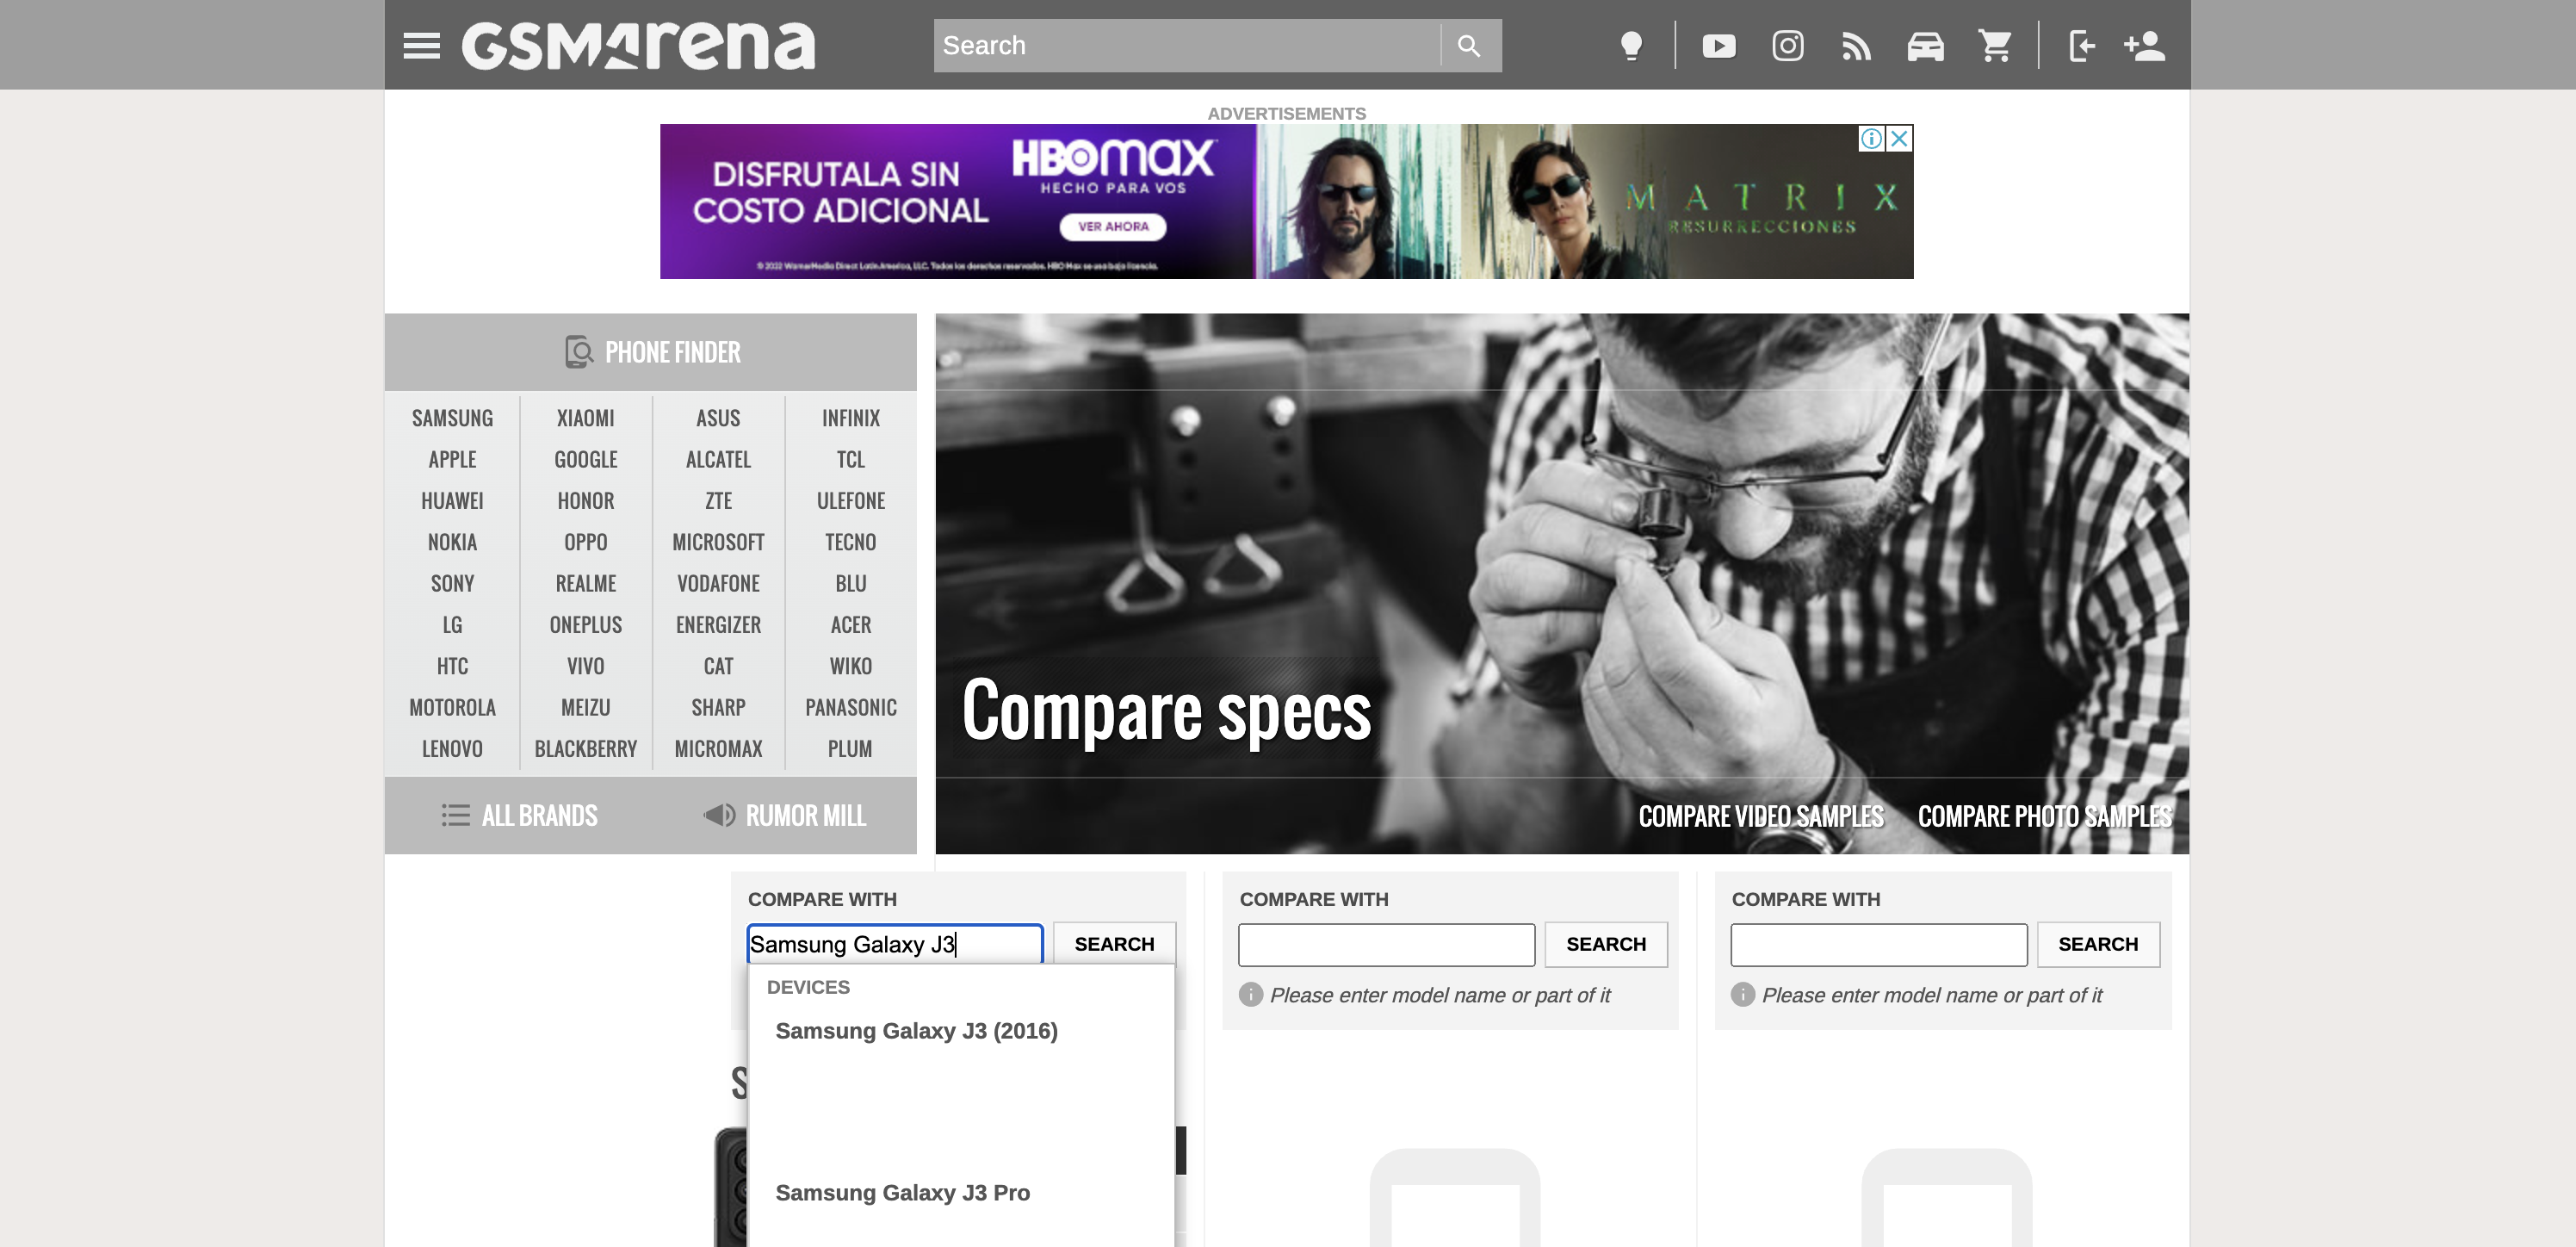 GSMArena
Search
ADVERTISEMENTS
DISFRUTALA SIN
COSTO ADICIONAL
HBOmax
HECHO PARA VOS
VER AHORA
© 2022 WarnerMedia Direct Latin America, LLC. Todos los derechos reservados. HBO Max se usa bajo licencia.
MATRIX
RESURRECCIONES
PHONE FINDER
SAMSUNG XIAOMI ASUS INFINIX
APPLE GOOGLE ALCATEL TCL
HUAWEI HONOR ZTE ULEFONE
NOKIA OPPO MICROSOFT TECNO
SONY REALME VODAFONE BLU
LG ONEPLUS ENERGIZER ACER
HTC VIVO CAT WIKO
MOTOROLA MEIZU SHARP PANASONIC
LENOVO BLACKBERRY MICROMAX PLUM
ALL BRANDS RUMOR MILL
Compare specs
COMPARE VIDEO SAMPLES COMPARE PHOTO SAMPLES
COMPARE WITH COMPARE WITH COMPARE WITH
Samsung Galaxy J3 SEARCH SEARCH SEARCH
Please enter model name or part of it Please enter model name or part of it
DEVICES
Samsung Galaxy J3 (2016)
Samsung Galaxy J3 Pro